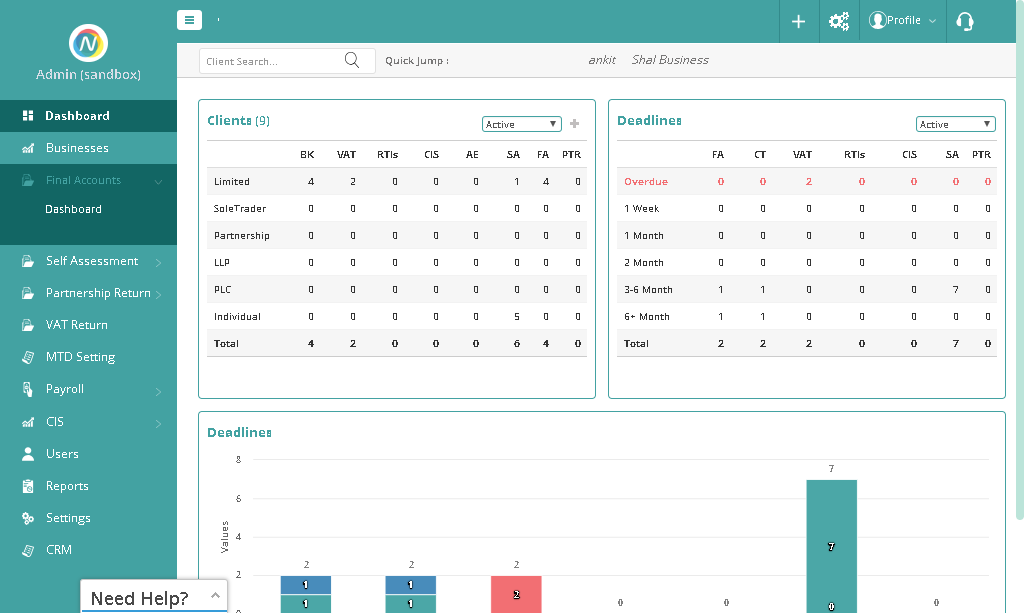 N
Admin (sandbox)
Dashboard
Businesses
Final Accounts
Dashboard
Self Assessment
Partnership Return
VAT Return
MTD Setting
Payroll
CIS
Users
Reports
Settings
CRM
Need Help?
Profile
Client Search...
Quick Jump :
ankit Shal Business
Clients (9)
Active
BK VAT RTIs CIS AE SA FA PTR
Limited 4 2 0 0 0 1 4 0
SoleTrader 0 0 0 0 0 0 0 0
Partnership 0 0 0 0 0 0 0 0
LLP 0 0 0 0 0 0 0 0
PLC 0 0 0 0 0 0 0 0
Individual 0 0 0 0 0 5 0 0
Total 4 2 0 0 0 6 4 0
Deadlines
Active
FA CT VAT RTIs CIS SA PTR
Overdue 0 0 2 0 0 0 0
1 Week 0 0 0 0 0 0 0
1 Month 0 0 0 0 0 0 0
2 Month 0 0 0 0 0 0 0
3-6 Month 1 1 0 0 0 7 0
6+ Month 1 1 0 0 0 0 0
Total 2 2 2 0 0 7 0
Deadlines
Values
8
6
4
2
0
2 2 2 0 0 7 0
1 1 2 7
1 1 0